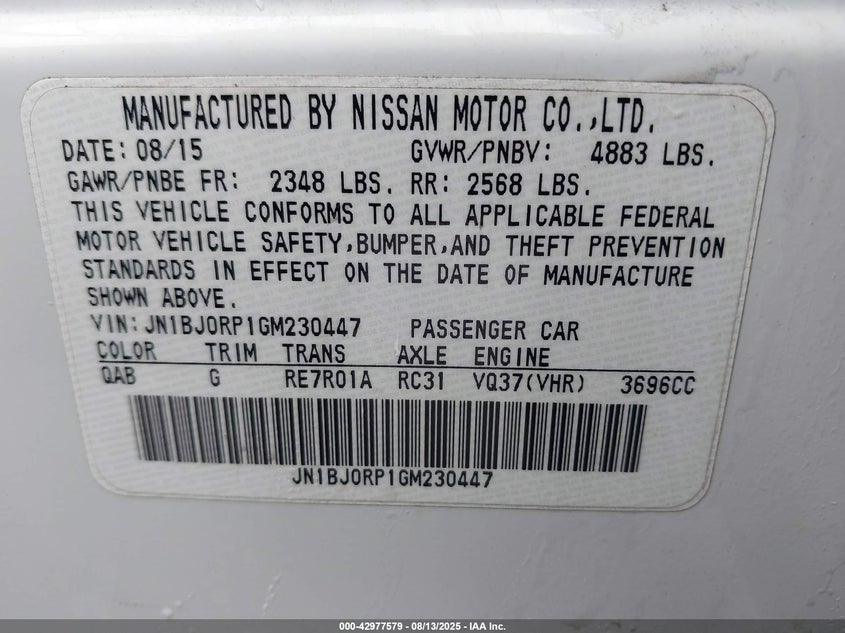 MANUFACTURED BY NISSAN MOTOR CO.,LTD.
DATE: 08/15 GVWR/PNBV: 4883 LBS.
GAWR/PNBE FR: 2348 LBS. RR: 2568 LBS.
THIS VEHICLE CONFORMS TO ALL APPLICABLE FEDERAL
MOTOR VEHICLE SAFETY,BUMPER,AND THEFT PREVENTION
STANDARDS IN EFFECT ON THE DATE OF MANUFACTURE
SHOWN ABOVE.
VIN: JN1BJ0RP1GM230447 PASSENGER CAR
COLOR TRIM TRANS AXLE ENGINE
QAB G RE7R01A RC31 VQ37(VHR) 3696CC
JN1BJ0RP1GM230447
000-42977579 - 08/13/2025 - IAA Inc.